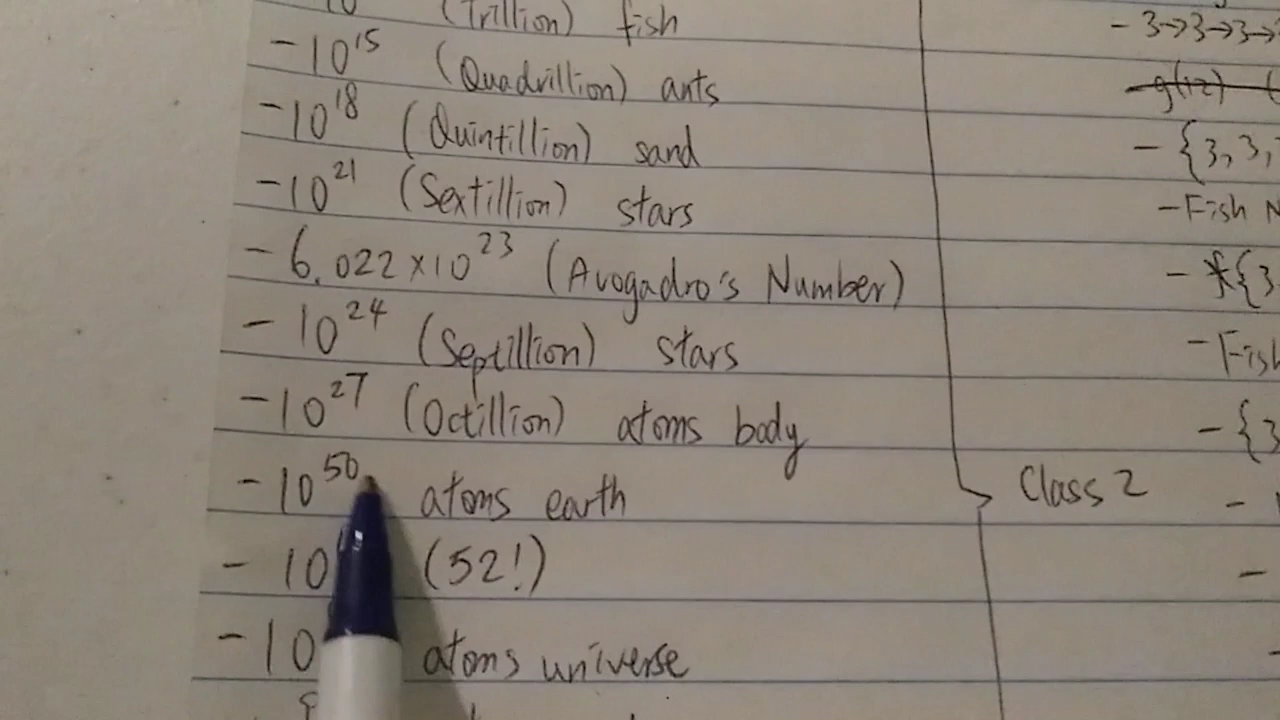 (Trillion) fish
- 10^15 (Quadrillion) ants
- 10^18 (Quintillion) sand
- 10^21 (Sextillion) stars
- 6.022 x 10^23 (Avogadro's Number)
- 10^24 (Septillion) stars
- 10^27 (Octillion) atoms body
- 10^50 atoms earth
- 10 (52!)
- 10 atoms universe
Class 2
- 3→3→3→
g(12) (
- {3, 3,
- Fish N
- *{3
- Fish
- {3